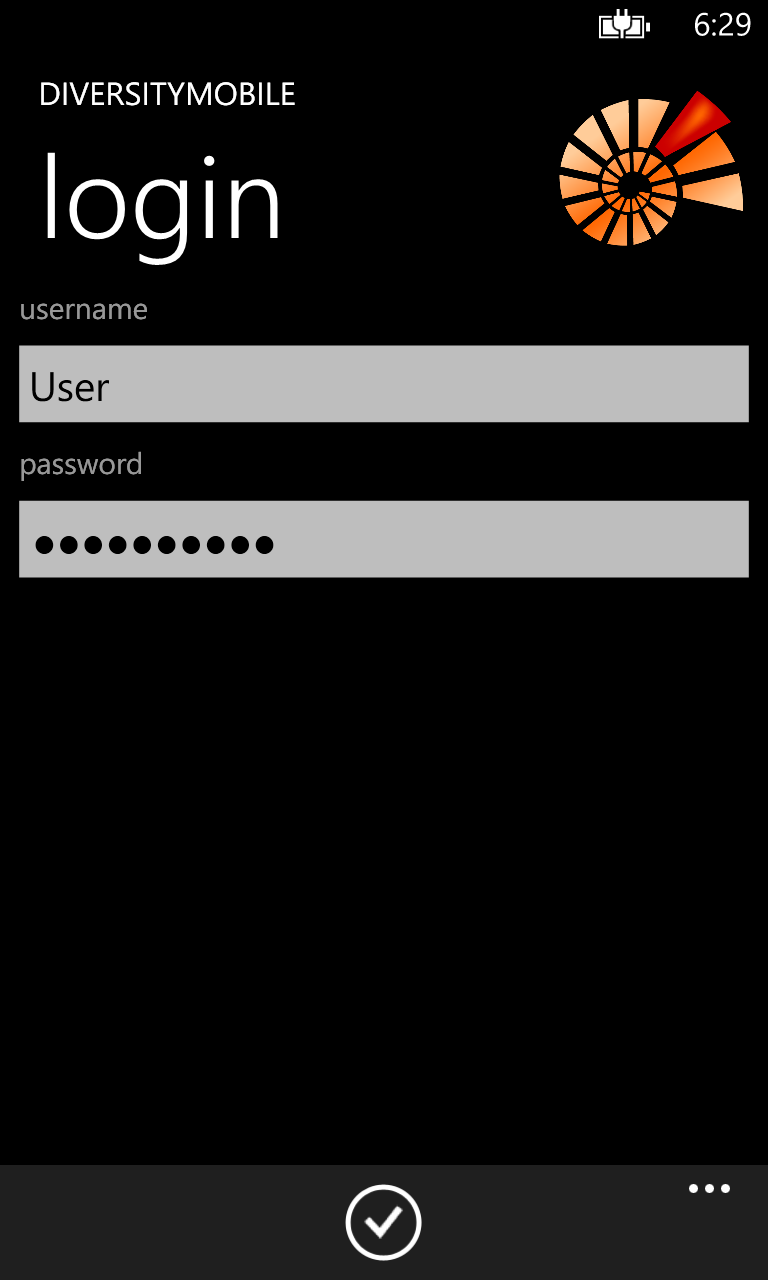 6:29
DIVERSITYMOBILE
login
username
User
password
••••••••••